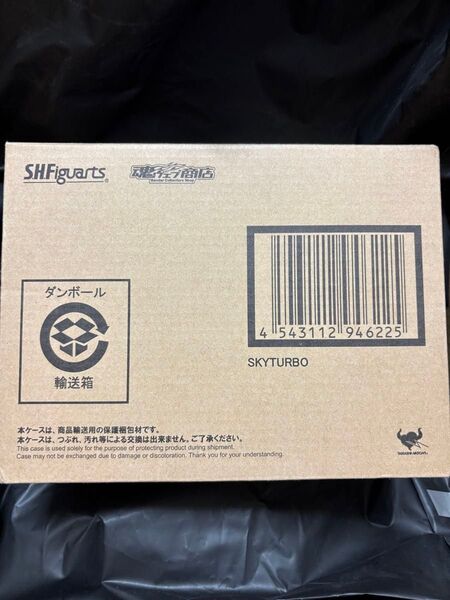 S.H.Figuarts®
魂ウェブ商店
Bandai Collectors Shop
ダンボール
輸送箱
4 543112 946225
SKYTURBO
本ケースは、商品輸送用の保護梱包材です。
本ケースは、つぶれ、汚れ等による交換は出来ません。ご了承ください。
This case is used solely for the purpose of protecting product during shipment.
Case may not be exchanged due to damage or discoloration. Thank you for your understanding.